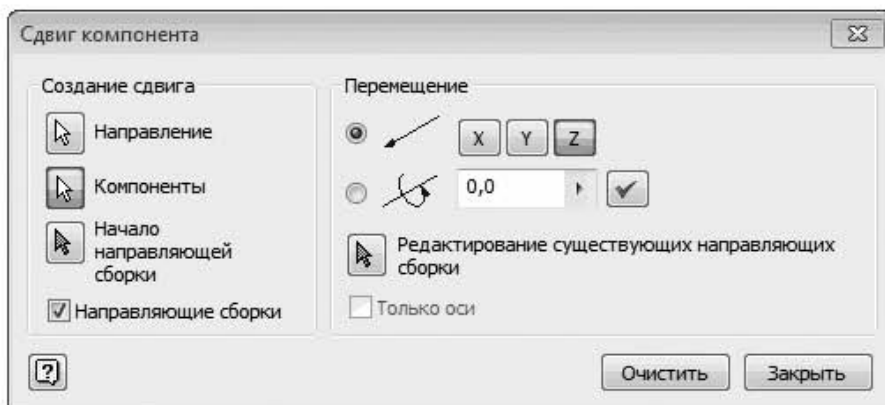 Сдвиг компонента
Создание сдвига
Направление
Компоненты
Начало
направляющей
сборки
Направляющие сборки
Перемещение
X Y Z
0,0
Редактирование существующих направляющих
сборки
Только оси
?
Очистить Закрыть